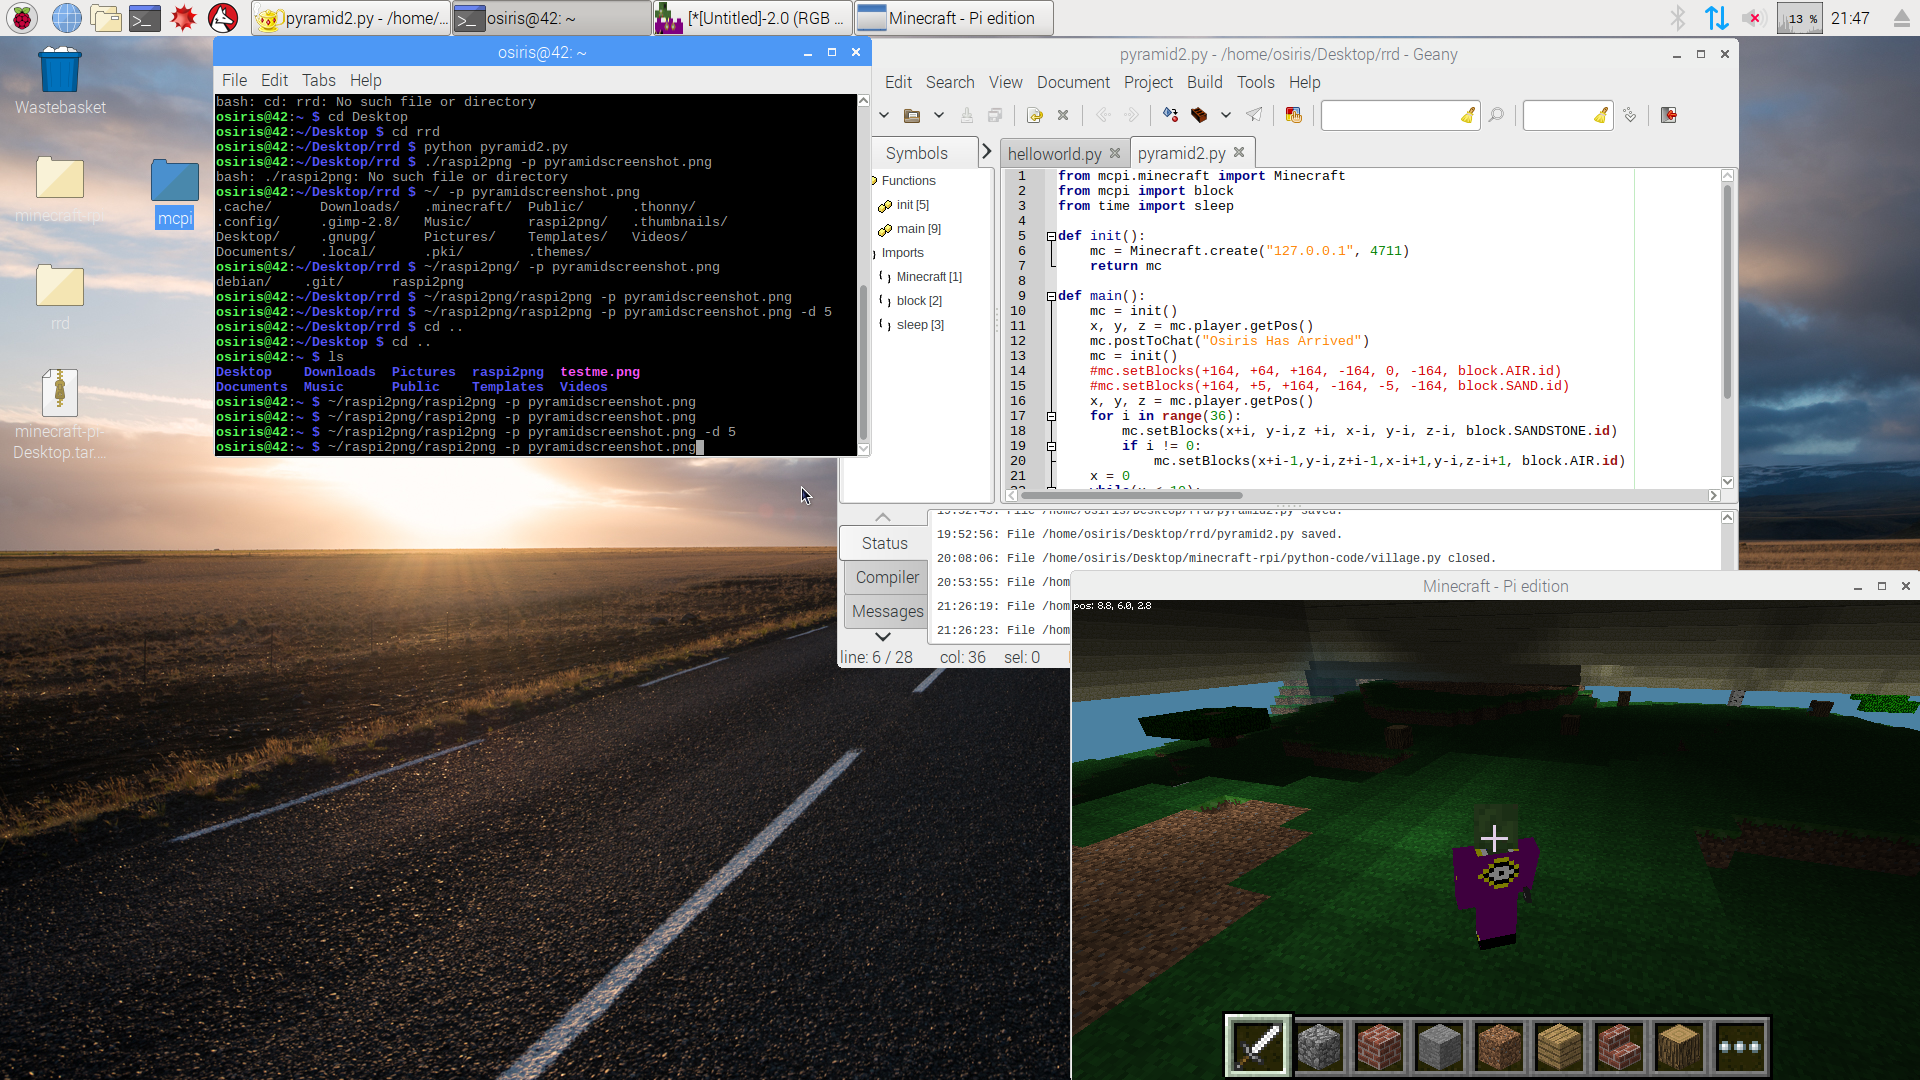 pyramid2.py - /home/...
osiris@42: ~
[*[Untitled]-2.0 (RGB ...
Minecraft - Pi edition
13 %
21:47
Wastebasket
minecraft-rpi
mcpi
rrd
minecraft-pi-
Desktop.tar....
osiris@42: ~
File Edit Tabs Help
bash: cd: rrd: No such file or directory
osiris@42:~ $ cd Desktop
osiris@42:~/Desktop $ cd rrd
osiris@42:~/Desktop/rrd $ python pyramid2.py
osiris@42:~/Desktop/rrd $ ./raspi2png -p pyramidscreenshot.png
bash: ./raspi2png: No such file or directory
osiris@42:~/Desktop/rrd $ ~/ -p pyramidscreenshot.png
.cache/ Downloads/ .minecraft/ Public/ .thonny/
.config/ .gimp-2.8/ Music/ raspi2png/ .thumbnails/
Desktop/ .gnupg/ Pictures/ Templates/ Videos/
Documents/ .local/ .pki/ .themes/
osiris@42:~/Desktop/rrd $ ~/raspi2png/ -p pyramidscreenshot.png
debian/ .git/ raspi2png
osiris@42:~/Desktop/rrd $ ~/raspi2png/raspi2png -p pyramidscreenshot.png
osiris@42:~/Desktop/rrd $ ~/raspi2png/raspi2png -p pyramidscreenshot.png -d 5
osiris@42:~/Desktop/rrd $ cd ..
osiris@42:~/Desktop $ cd ..
osiris@42:~ $ ls
Desktop Downloads Pictures raspi2png testme.png
Documents Music Public Templates Videos
osiris@42:~ $ ~/raspi2png/raspi2png -p pyramidscreenshot.png
osiris@42:~ $ ~/raspi2png/raspi2png -p pyramidscreenshot.png
osiris@42:~ $ ~/raspi2png/raspi2png -p pyramidscreenshot.png -d 5
osiris@42:~ $ ~/raspi2png/raspi2png -p pyramidscreenshot.png
pyramid2.py - /home/osiris/Desktop/rrd - Geany
Edit Search View Document Project Build Tools Help
Symbols
helloworld.py
pyramid2.py
Functions
init [5]
main [9]
Imports
Minecraft [1]
block [2]
sleep [3]
1 from mcpi.minecraft import Minecraft
2 from mcpi import block
3 from time import sleep
4
5 def init():
6 mc = Minecraft.create("127.0.0.1", 4711)
7 return mc
8
9 def main():
10 mc = init()
11 x, y, z = mc.player.getPos()
12 mc.postToChat("Osiris Has Arrived")
13 mc = init()
14 #mc.setBlocks(+164, +64, +164, -164, 0, -164, block.AIR.id)
15 #mc.setBlocks(+164, +5, +164, -164, -5, -164, block.SAND.id)
16 x, y, z = mc.player.getPos()
17 for i in range(36):
18 mc.setBlocks(x+i, y-i,z +i, x-i, y-i, z-i, block.SANDSTONE.id)
19 if i != 0:
20 mc.setBlocks(x+i-1,y-i,z+i-1,x-i+1,y-i,z-i+1, block.AIR.id)
21 x = 0
Status
Compiler
Messages
19:52:49: File /home/osiris/Desktop/rrd/pyramid2.py saved.
19:52:56: File /home/osiris/Desktop/rrd/pyramid2.py saved.
20:08:06: File /home/osiris/Desktop/minecraft-rpi/python-code/village.py closed.
20:53:55: File /hom
21:26:19: File /hom
21:26:23: File /hom
line: 6 / 28 col: 36 sel: 0
Minecraft - Pi edition
pos: 8.8, 6.0, 2.8